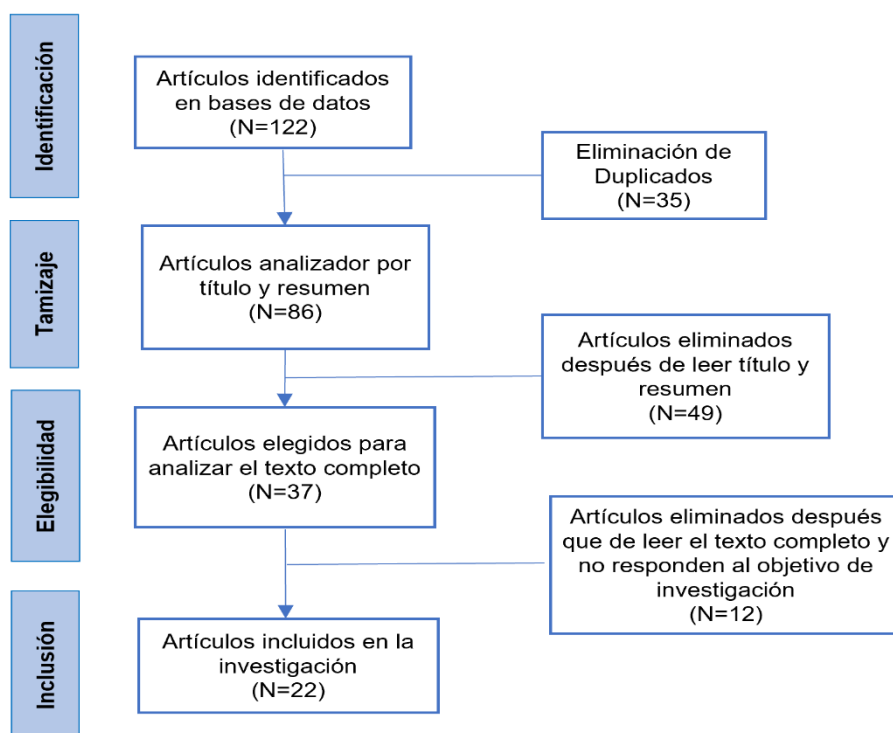 Identificación
Artículos identificados
en bases de datos
(N=122)
Eliminación de
Duplicados
(N=35)
Tamizaje
Artículos analizador por
título y resumen
(N=86)
Artículos eliminados
después de leer título y
resumen
(N=49)
Elegibilidad
Artículos elegidos para
analizar el texto completo
(N=37)
Artículos eliminados después
que de leer el texto completo y
no responden al objetivo de
investigación
(N=12)
Inclusión
Artículos incluidos en la
investigación
(N=22)